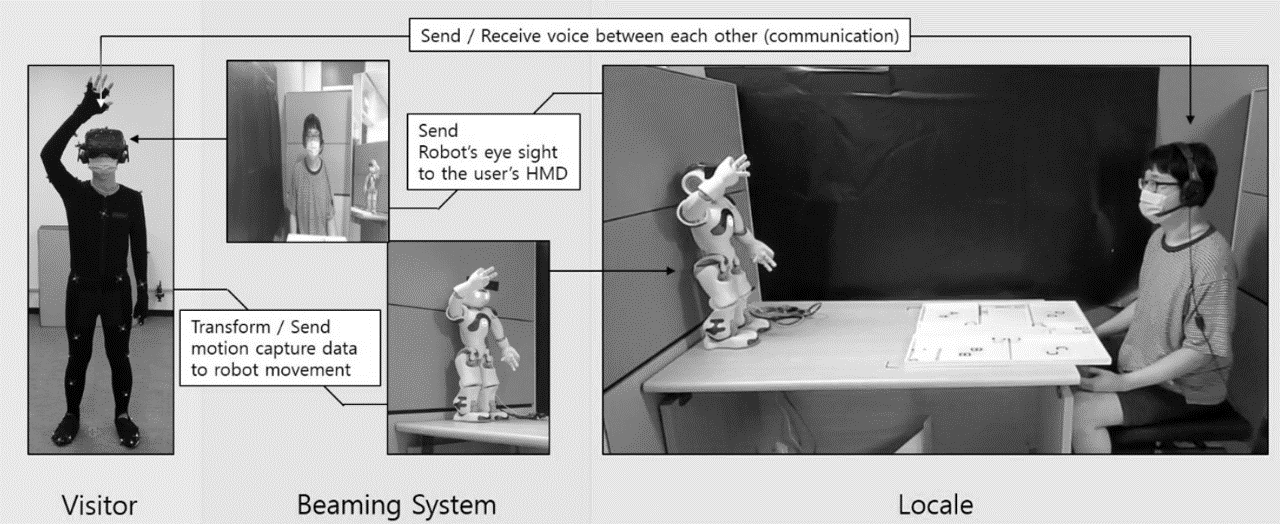 Send / Receive voice between each other (communication)
Send
Robot's eye sight
to the user's HMD
Transform / Send
motion capture data
to robot movement
Visitor
Beaming System
Locale